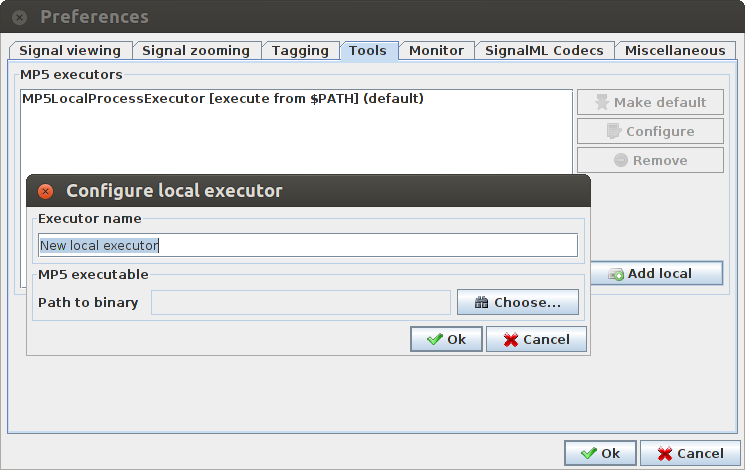 Preferences
Signal viewing Signal zooming Tagging Tools Monitor SignalML Codecs Miscellaneous
MP5 executors
MP5LocalProcessExecutor [execute from $PATH] (default)
Make default
Configure
Remove
Configure local executor
Executor name
New local executor
MP5 executable
Path to binary Choose...
Add local
Ok Cancel
Ok Cancel